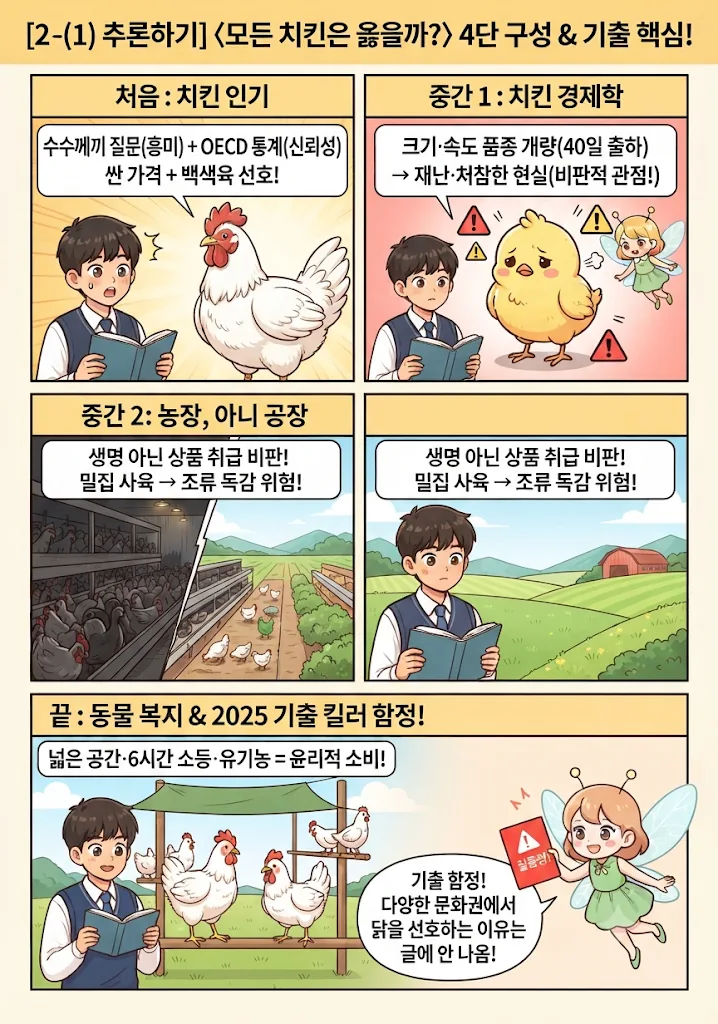 [2-(1) 추론하기] 〈모든 치킨은 옳을까?〉 4단 구성 & 기출 핵심!
처음 : 치킨 인기
수수께끼 질문(흥미) + OECD 통계(신뢰성)
싼 가격 + 백색육 선호!
중간 1 : 치킨 경제학
크기·속도 품종 개량(40일 출하)
→ 재난·처참한 현실(비판적 관점!)
중간 2: 농장, 아니 공장
생명 아닌 상품 취급 비판!
밀집 사육 → 조류 독감 위험!
생명 아닌 상품 취급 비판!
밀집 사육 → 조류 독감 위험!
끝 : 동물 복지 & 2025 기출 킬러 함정!
넓은 공간·6시간 소등·유기농 = 윤리적 소비!
기출 함정!
다양한 문화권에서
닭을 선호하는 이유는
글에 안 나옴!